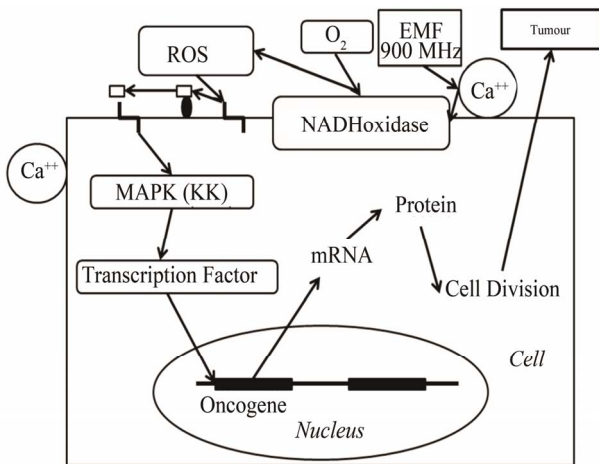 ROS
O₂
EMF
900 MHz
Tumour
Ca⁺⁺
NADHoxidase
Ca⁺⁺
MAPK (KK)
Protein
mRNA
Transcription Factor
Cell Division
Cell
Oncogene
Nucleus